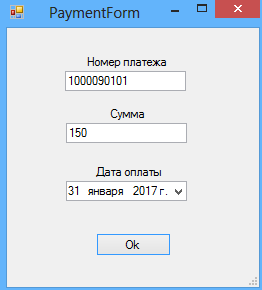 PaymentForm
Номер платежа
1000090101
Сумма
150
Дата оплаты
31 января 2017 г.
Ok